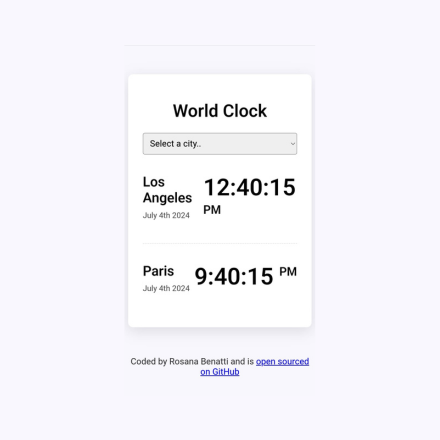 World Clock
Select a city..
Los
Angeles
12:40:15
PM
July 4th 2024
Paris
9:40:15 PM
July 4th 2024
Coded by Rosana Benatti and is open sourced
on GitHub